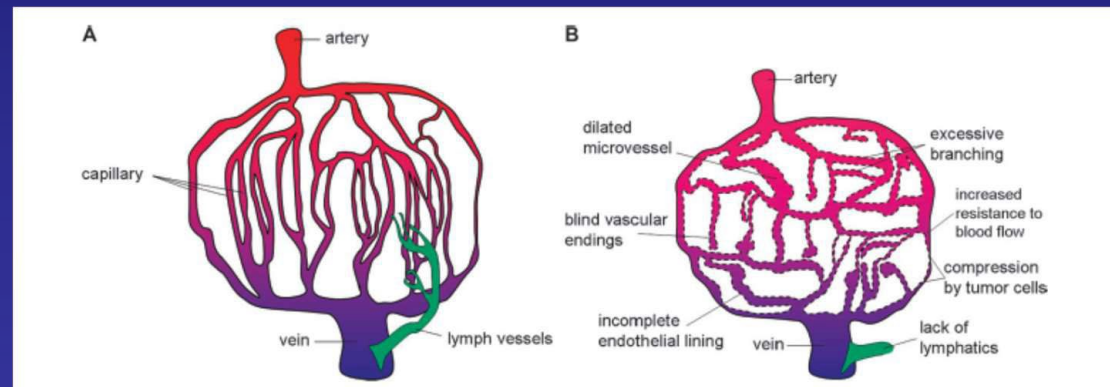 A
artery
capillary
vein
lymph vessels
B
artery
dilated
microvessel
excessive
branching
increased
resistance to
blood flow
blind vascular
endings
compression
by tumor cells
incomplete
endothelial lining
vein
lack of
lymphatics